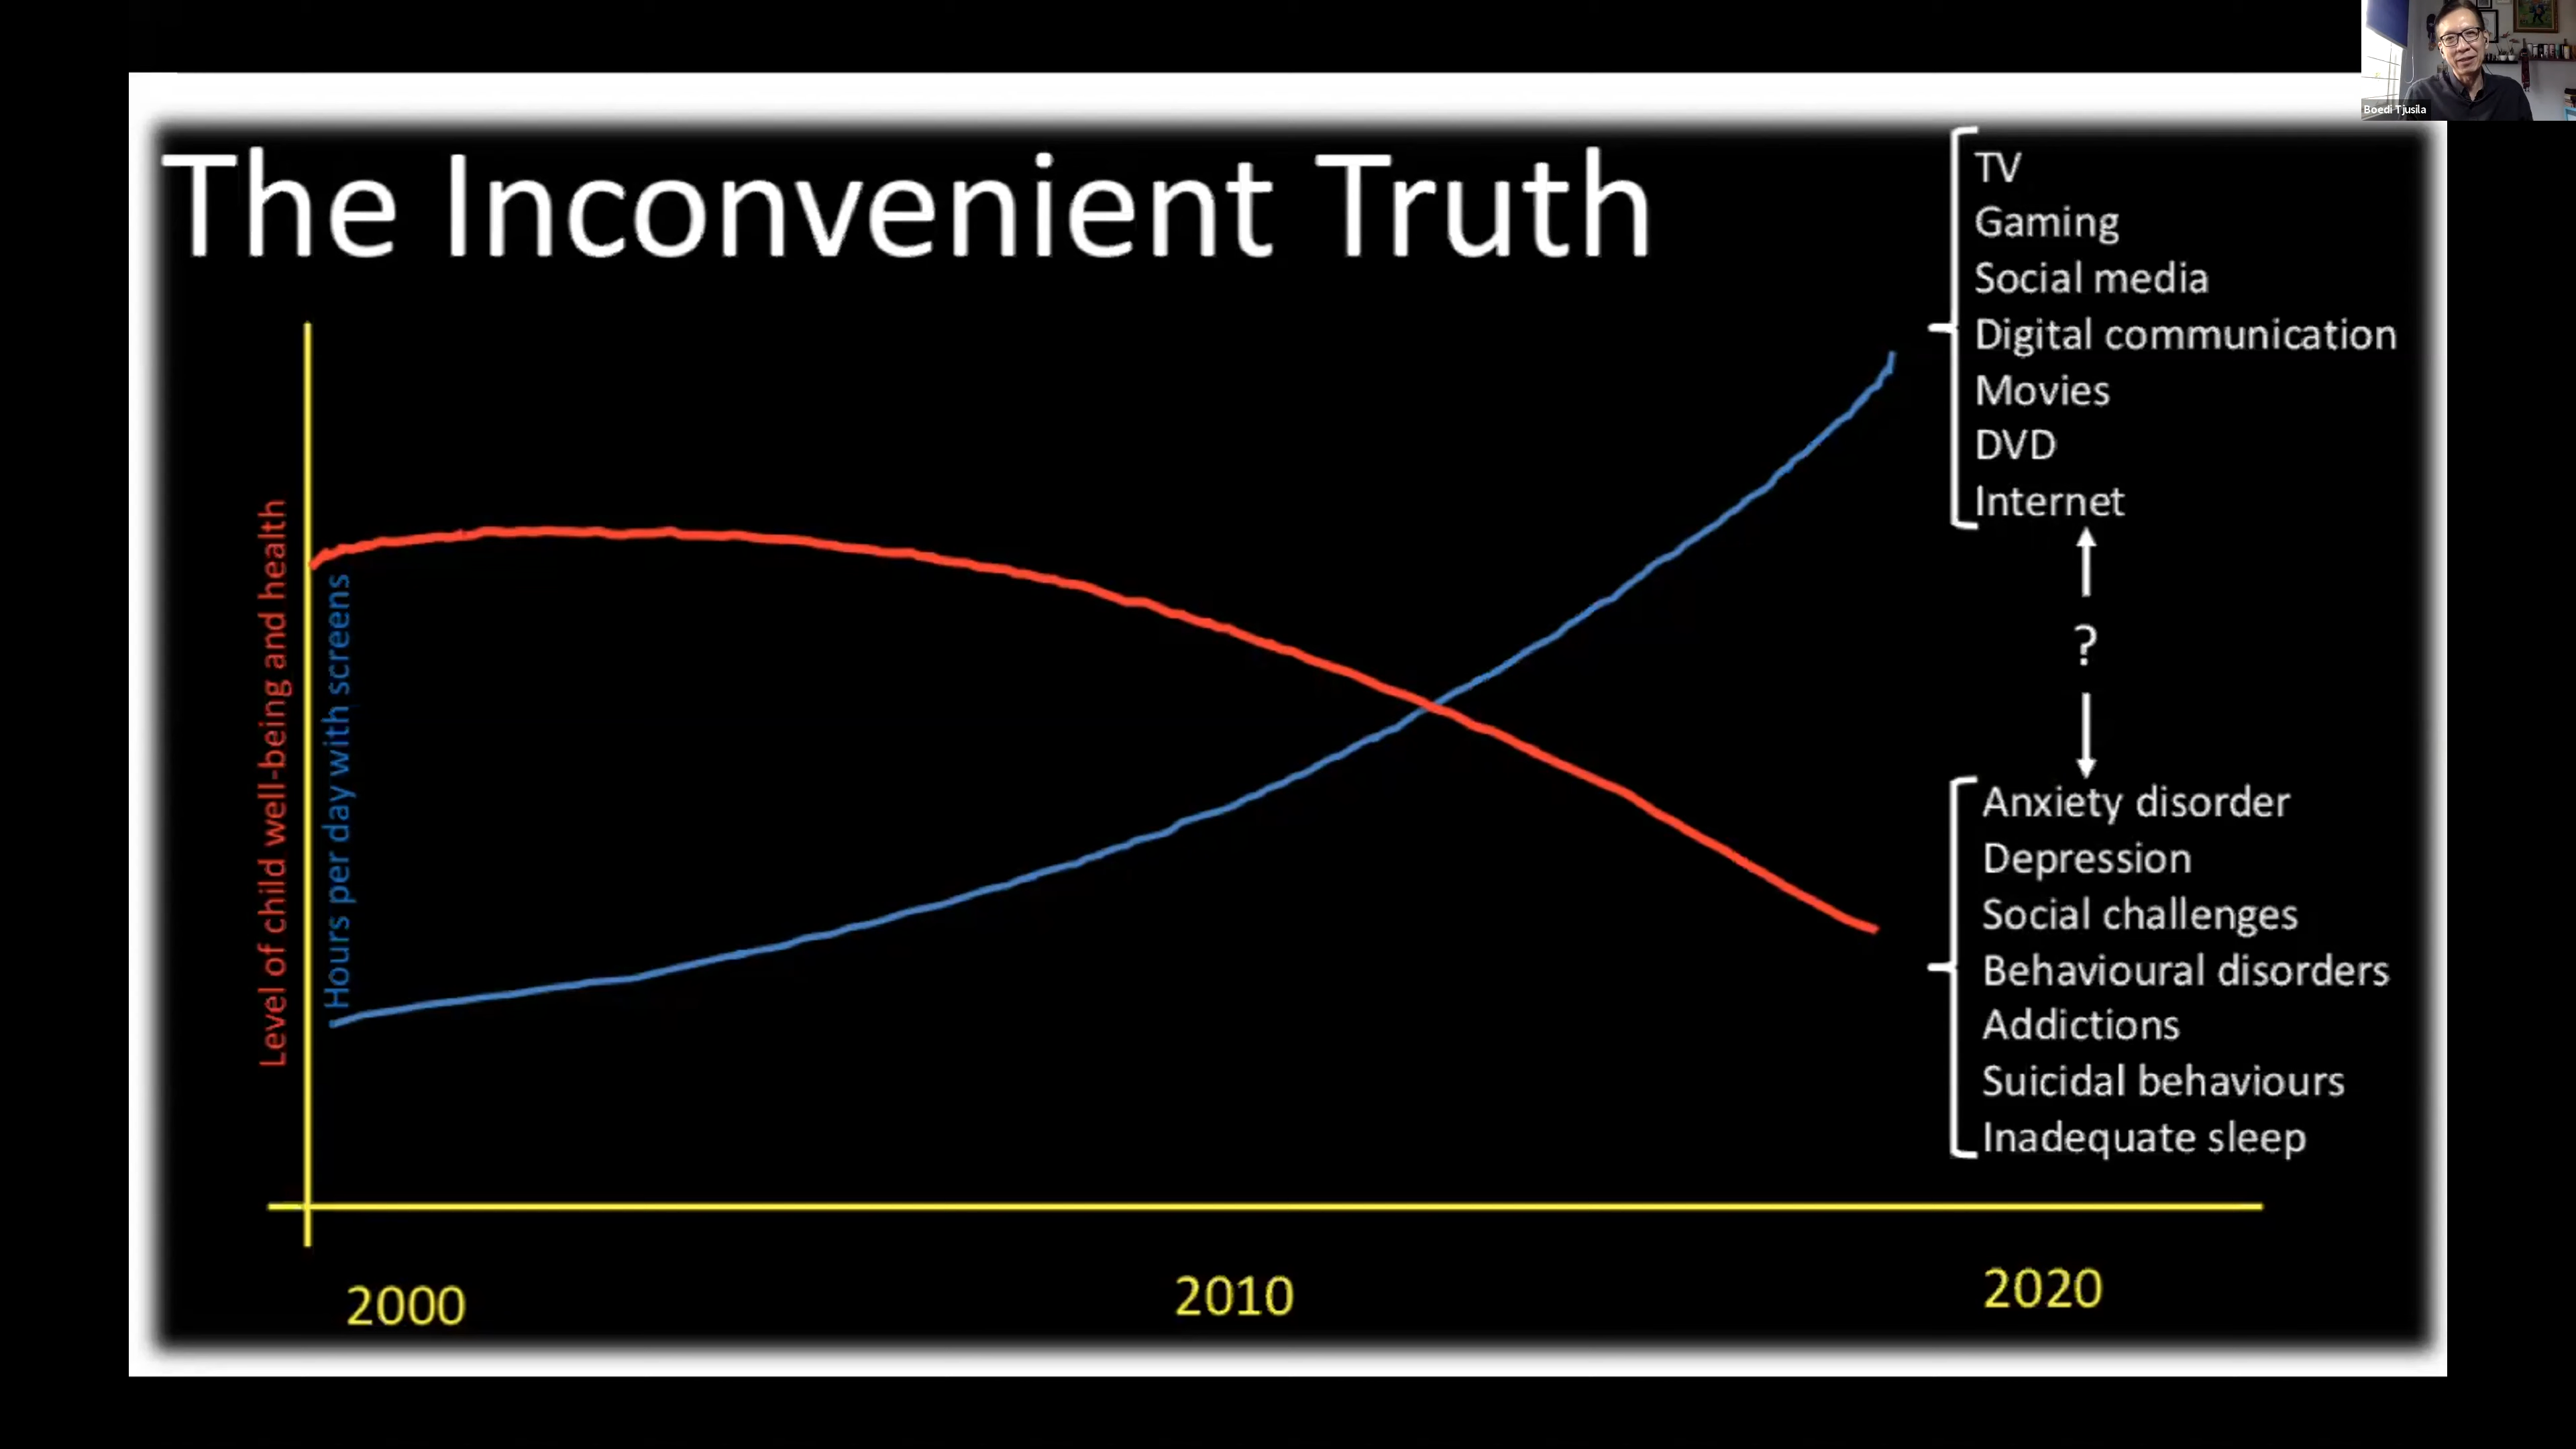 Boedi Tjusila
The Inconvenient Truth
TV
Gaming
Social media
Digital communication
Movies
DVD
Internet
?
Anxiety disorder
Depression
Social challenges
Behavioural disorders
Addictions
Suicidal behaviours
Inadequate sleep
Level of child well-being and health
Hours per day with screens
2000
2010
2020